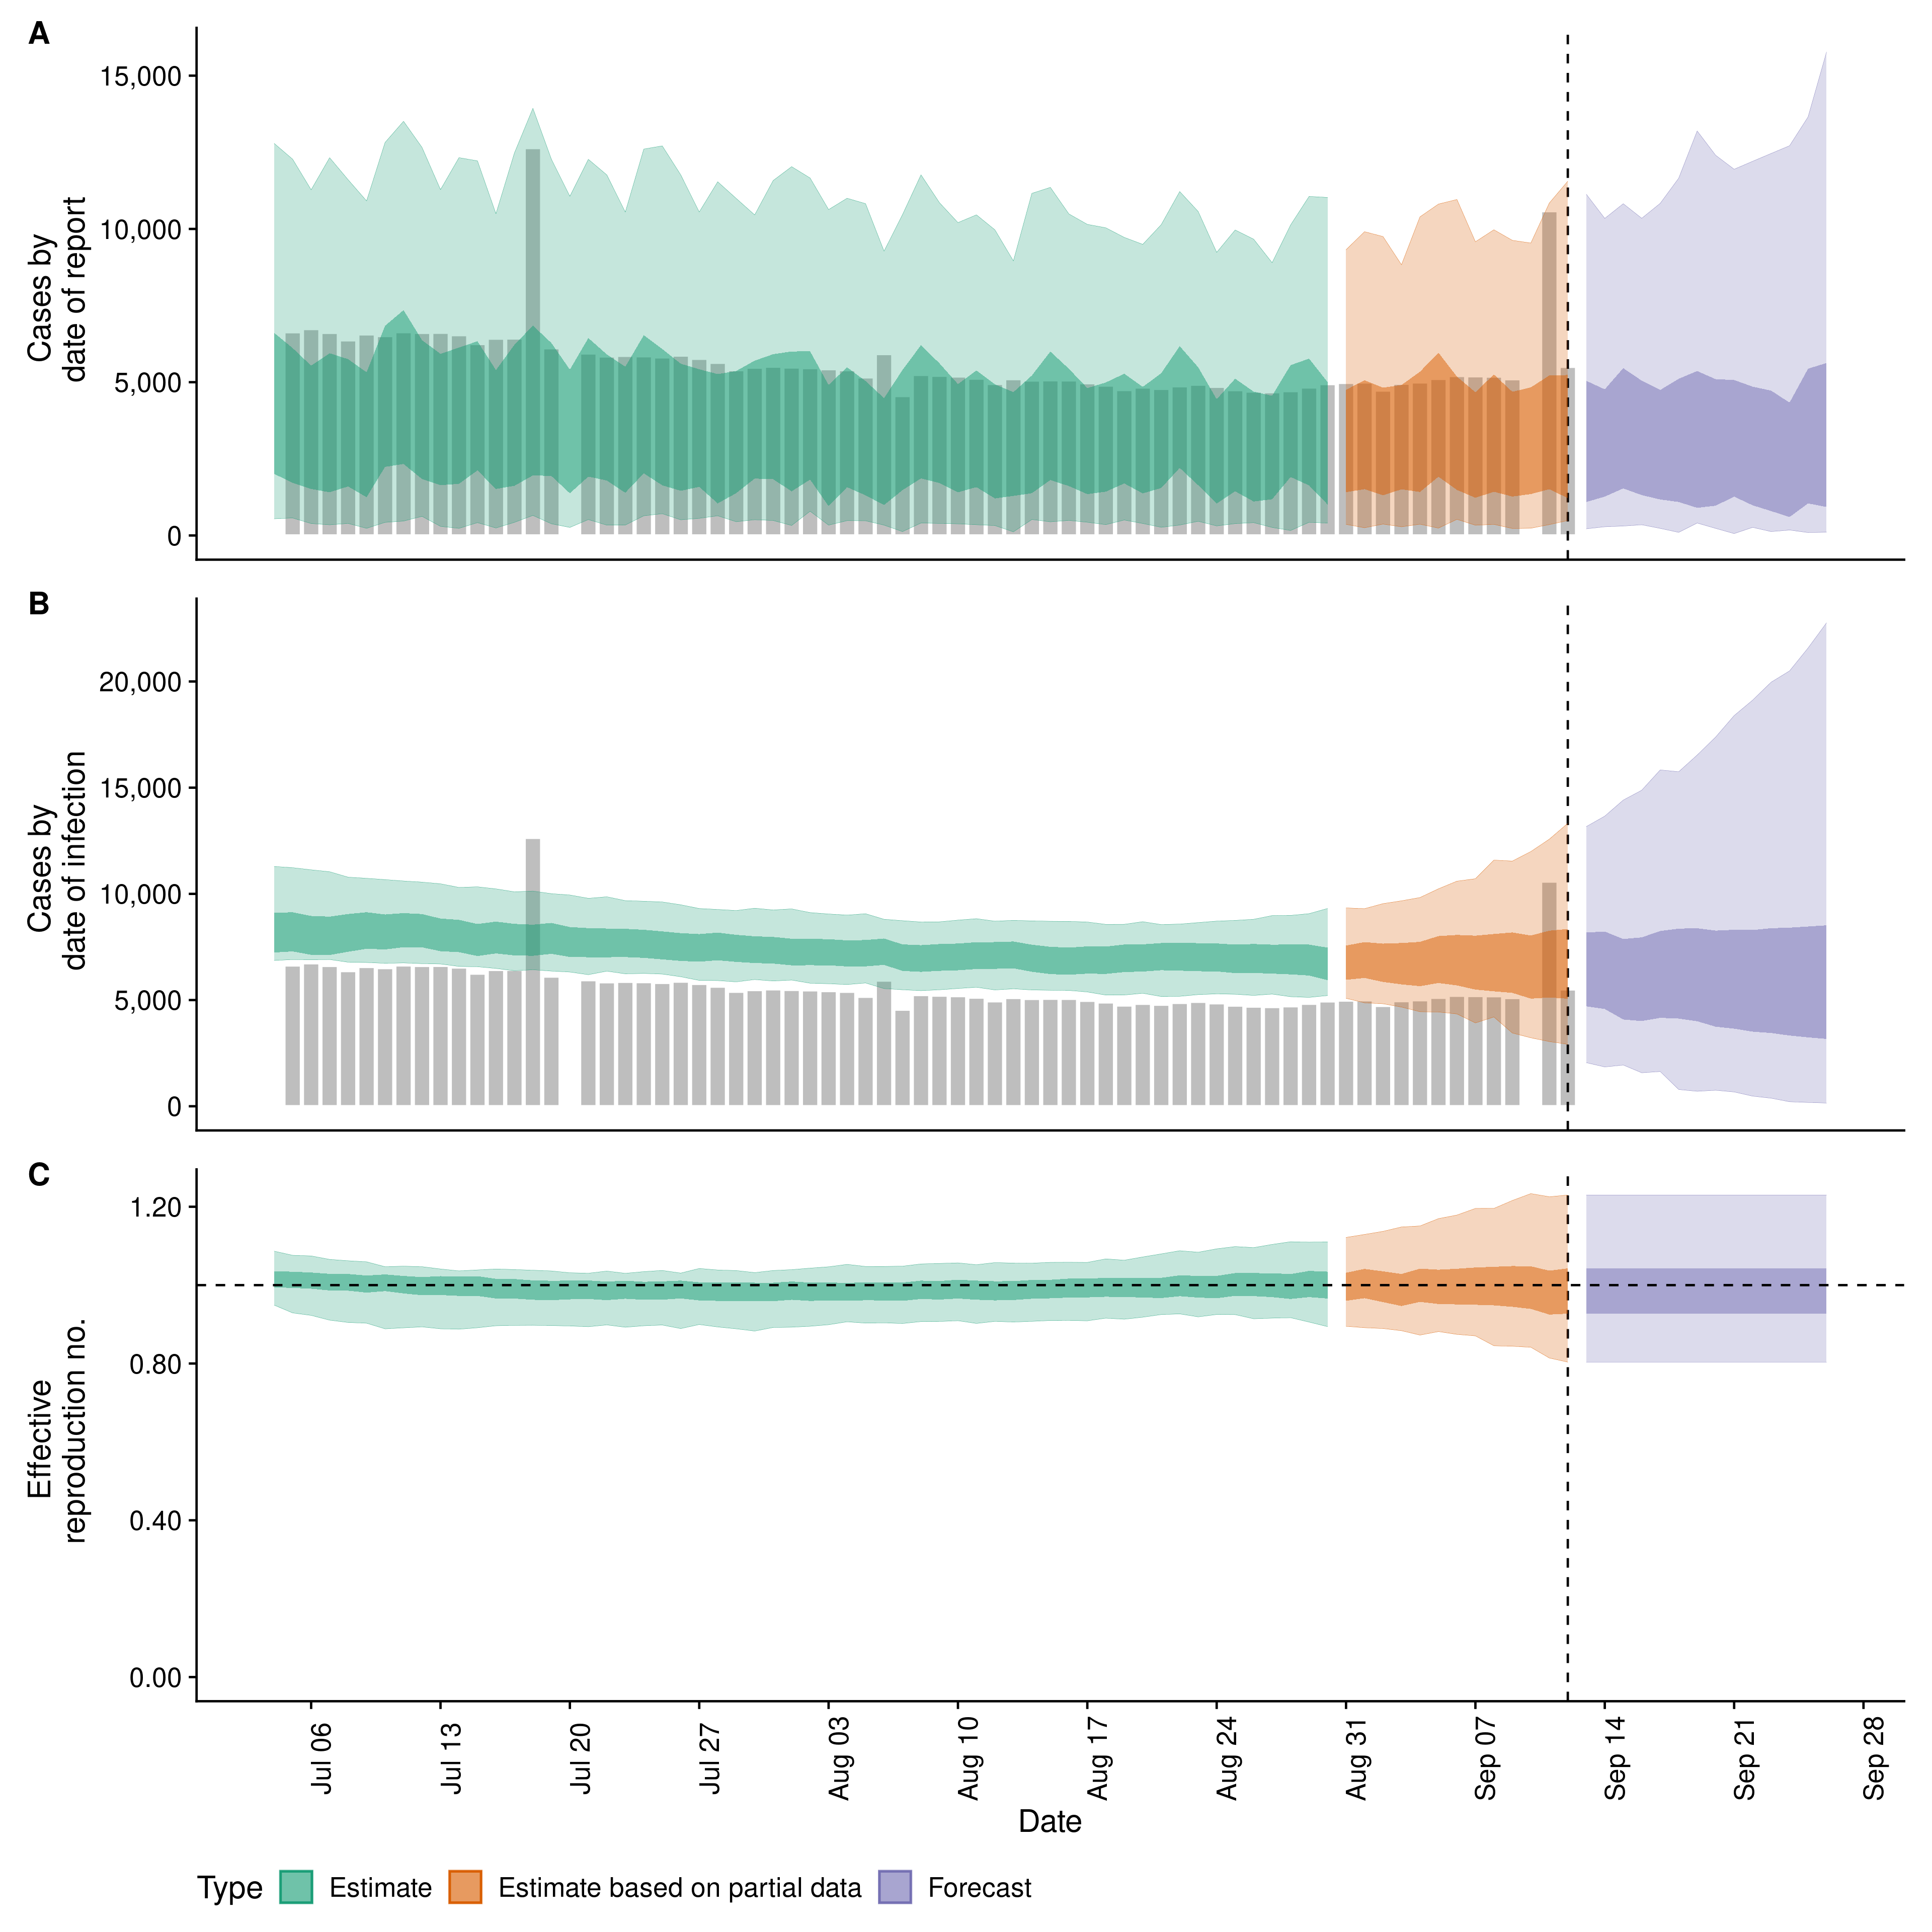 A
Cases by
date of report
15,000
10,000
5,000
0
B
Cases by
date of infection
20,000
15,000
10,000
5,000
0
C
Effective
reproduction no.
1.20
0.80
0.40
0.00
Jul 06
Jul 13
Jul 20
Jul 27
Aug 03
Aug 10
Aug 17
Aug 24
Aug 31
Sep 07
Sep 14
Sep 21
Sep 28
Date
Type Estimate Estimate based on partial data Forecast